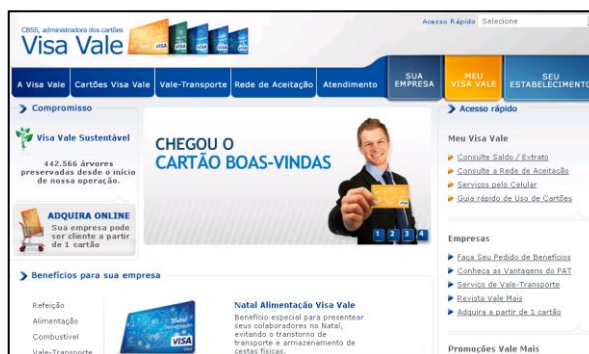 CBSS, administradora dos cartões
Visa Vale
Acesso Rápido Selecione
A Visa Vale
Cartões Visa Vale
Vale-Transporte
Rede de Aceitação
Atendimento
SUA
EMPRESA
MEU
VISA VALE
SEU
ESTABELECIMENTO
Compromisso
Visa Vale Sustentável
442.566 árvores
preservadas desde o início
de nossa operação.
ADQUIRA ONLINE
Sua empresa pode
ser cliente a partir
de 1 cartão
CHEGOU O
CARTÃO BOAS-VINDAS
1 2 3 4
Acesso rápido
Meu Visa Vale
Consulte Saldo / Extrato
Consulte a Rede de Aceitação
Serviços pelo Celular
Guia rápido de Uso de Cartões
Empresas
Faça Seu Pedido de Benefícios
Conheça as Vantagens do PAT
Serviço de Vale-Transporte
Revista Vale Mais
Adquira a partir de 1 cartão
Promoções Vale Mais
Benefícios para sua empresa
Refeição
Alimentação
Combustível
Vale-Transporte
VISA
Natal Alimentação Visa Vale
Benefício especial para presentear
seus colaboradores no Natal,
evitando o transtorno de
transporte e armazenamento de
cestas físicas.